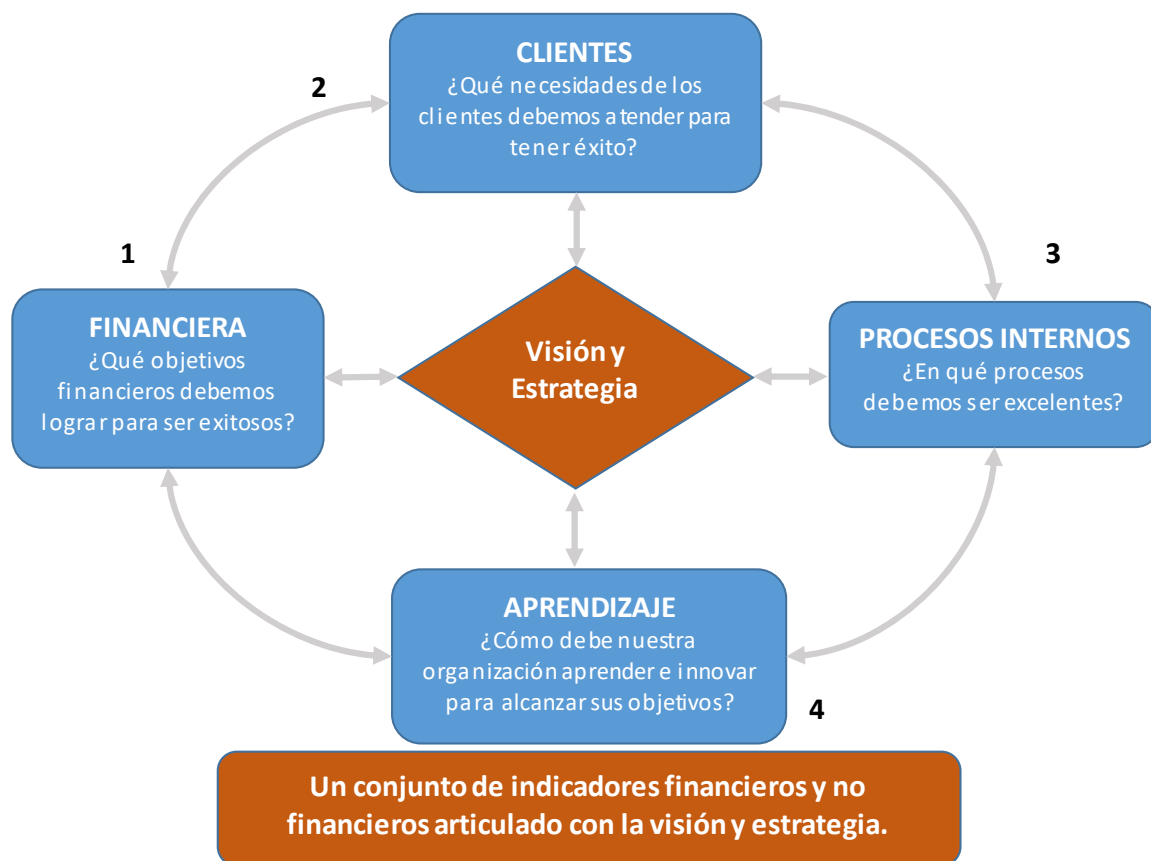 CLIENTES
¿Qué necesidades de los
clientes debemos atender para
tener éxito?
2
1
3
FINANCIERA
¿Qué objetivos
financieros debemos
lograr para ser exitosos?
Visión y
Estrategia
PROCESOS INTERNOS
¿En qué procesos
debemos ser excelentes?
APRENDIZAJE
¿Cómo debe nuestra
organización aprender e innovar
para alcanzar sus objetivos?
4
Un conjunto de indicadores financieros y no
financieros articulado con la visión y estrategia.